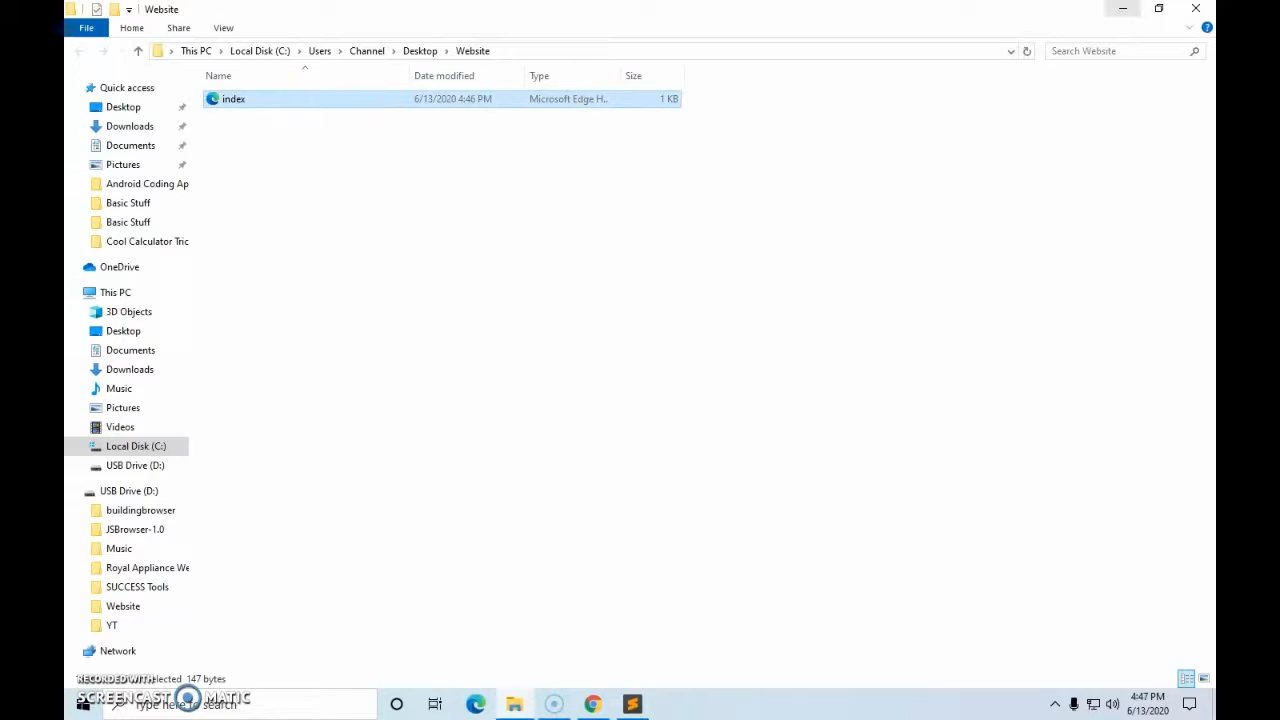 Website
File Home Share View
This PC Local Disk (C:) Users Channel Desktop Website Search Website
Name Date modified Type Size
index 6/13/2020 4:46 PM Microsoft Edge H... 1 KB
Quick access
Desktop
Downloads
Documents
Pictures
Android Coding Ap
Basic Stuff
Basic Stuff
Cool Calculator Tric
OneDrive
This PC
3D Objects
Desktop
Documents
Downloads
Music
Pictures
Videos
Local Disk (C:)
USB Drive (D:)
USB Drive (D:)
buildingbrowser
JSBrowser-1.0
Music
Royal Appliance We
SUCCESS Tools
Website
YT
Network
selected 147 bytes
RECORDED WITH
SCREENCAST MATIC
Type here to search
4:47 PM
6/13/2020